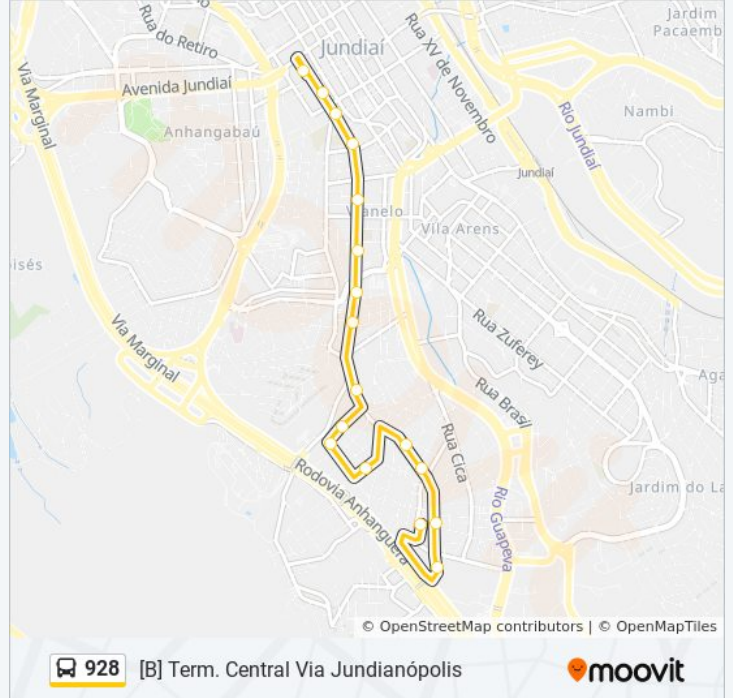 Jardim
Pacaemb
Rua do Retiro
Jundiaí
Rua XV de Novembro
Via Marginal
Avenida Jundiaí
Anhangabaú
Nambi
Rio Jundiaí
Jundiaí
Vianelo
Vila Arens
oisés
Via Marginal
Rua Zuferey
Aga
Rua Brasil
Rua Cica
Rodovia Anhanguera
Rio Guapeva
Jardim do La
© OpenStreetMap contributors | © OpenMapTiles
928 [B] Term. Central Via Jundianópolis moovit